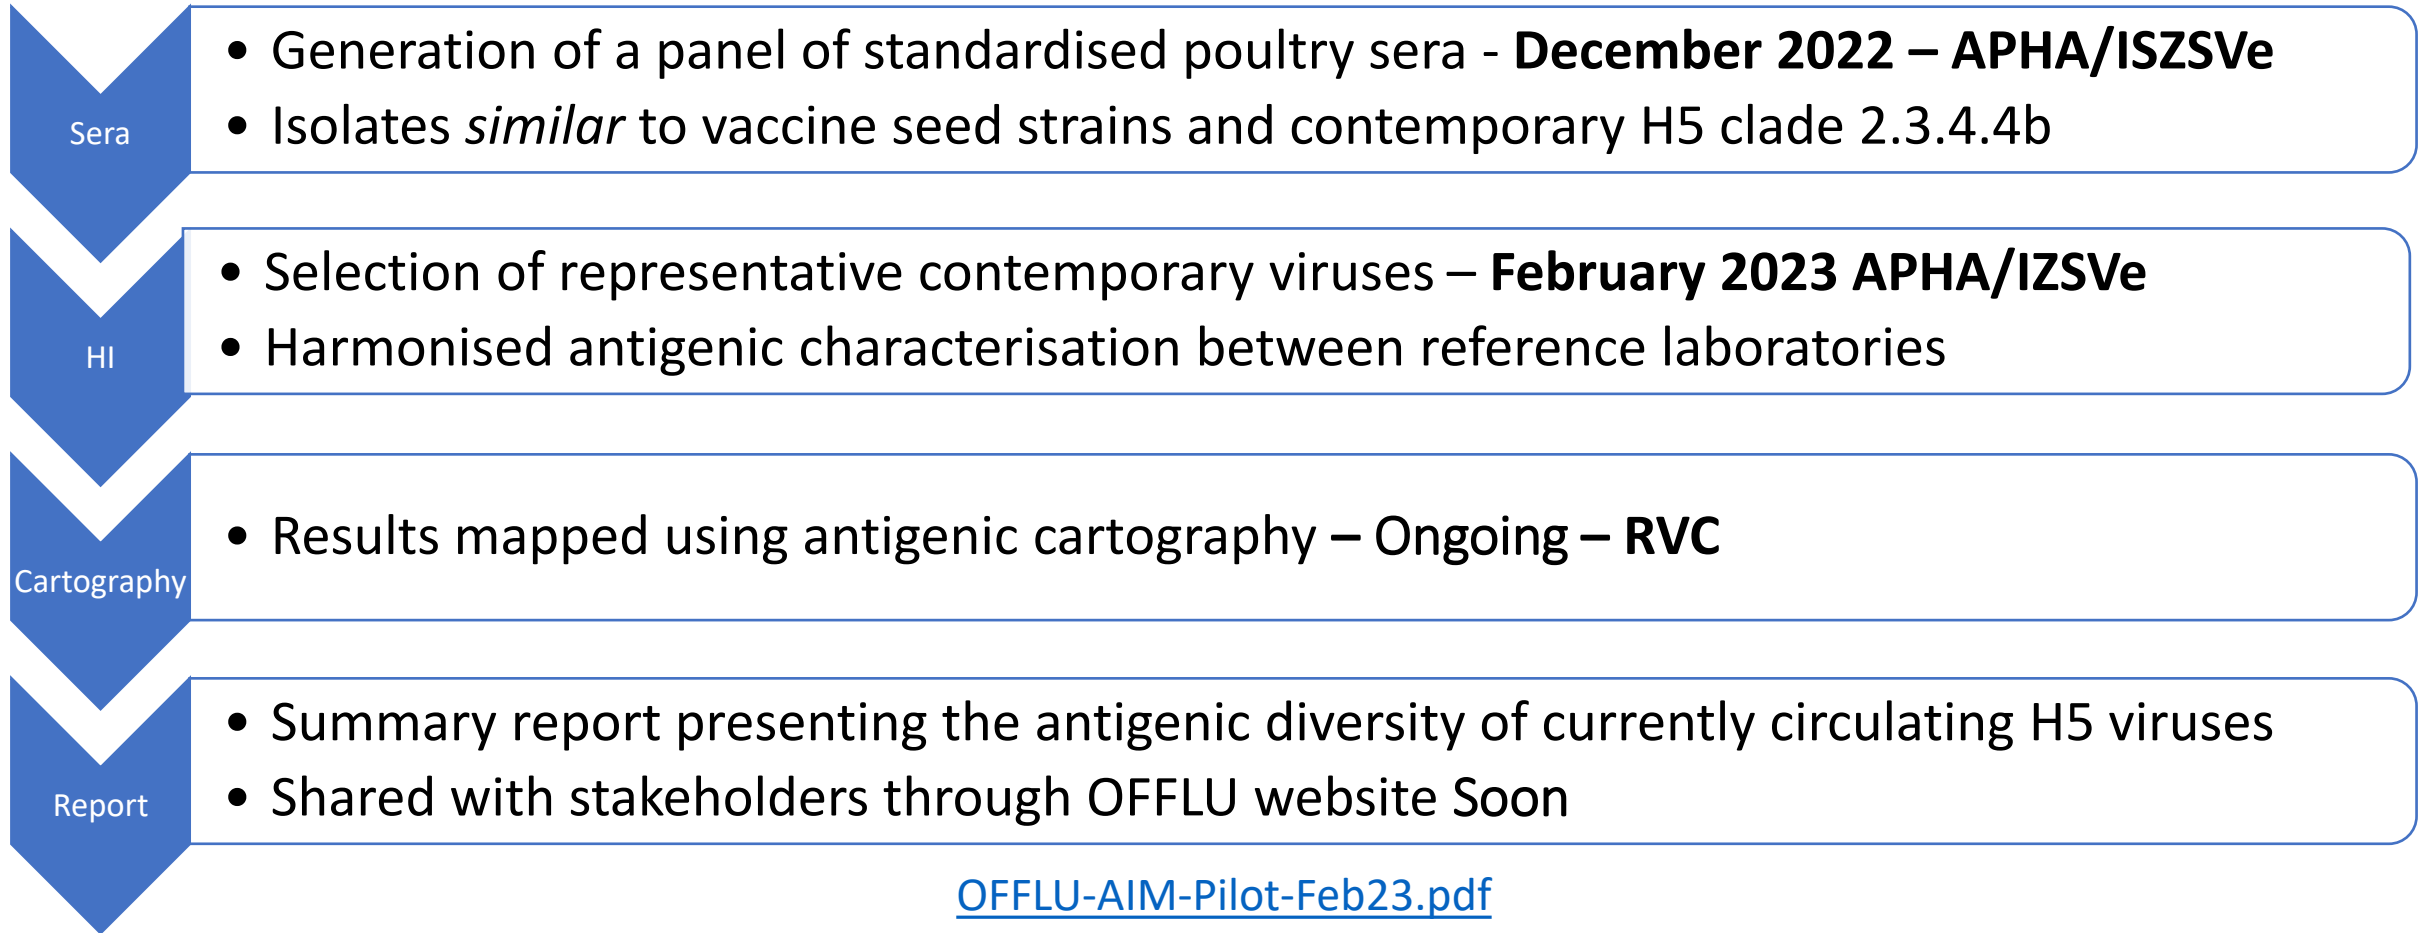 Sera
• Generation of a panel of standardised poultry sera - December 2022 – APHA/ISZSVe
• Isolates similar to vaccine seed strains and contemporary H5 clade 2.3.4.4b
HI
• Selection of representative contemporary viruses – February 2023 APHA/IZSVe
• Harmonised antigenic characterisation between reference laboratories
Cartography
• Results mapped using antigenic cartography – Ongoing – RVC
Report
• Summary report presenting the antigenic diversity of currently circulating H5 viruses
• Shared with stakeholders through OFFLU website Soon
OFFLU-AIM-Pilot-Feb23.pdf